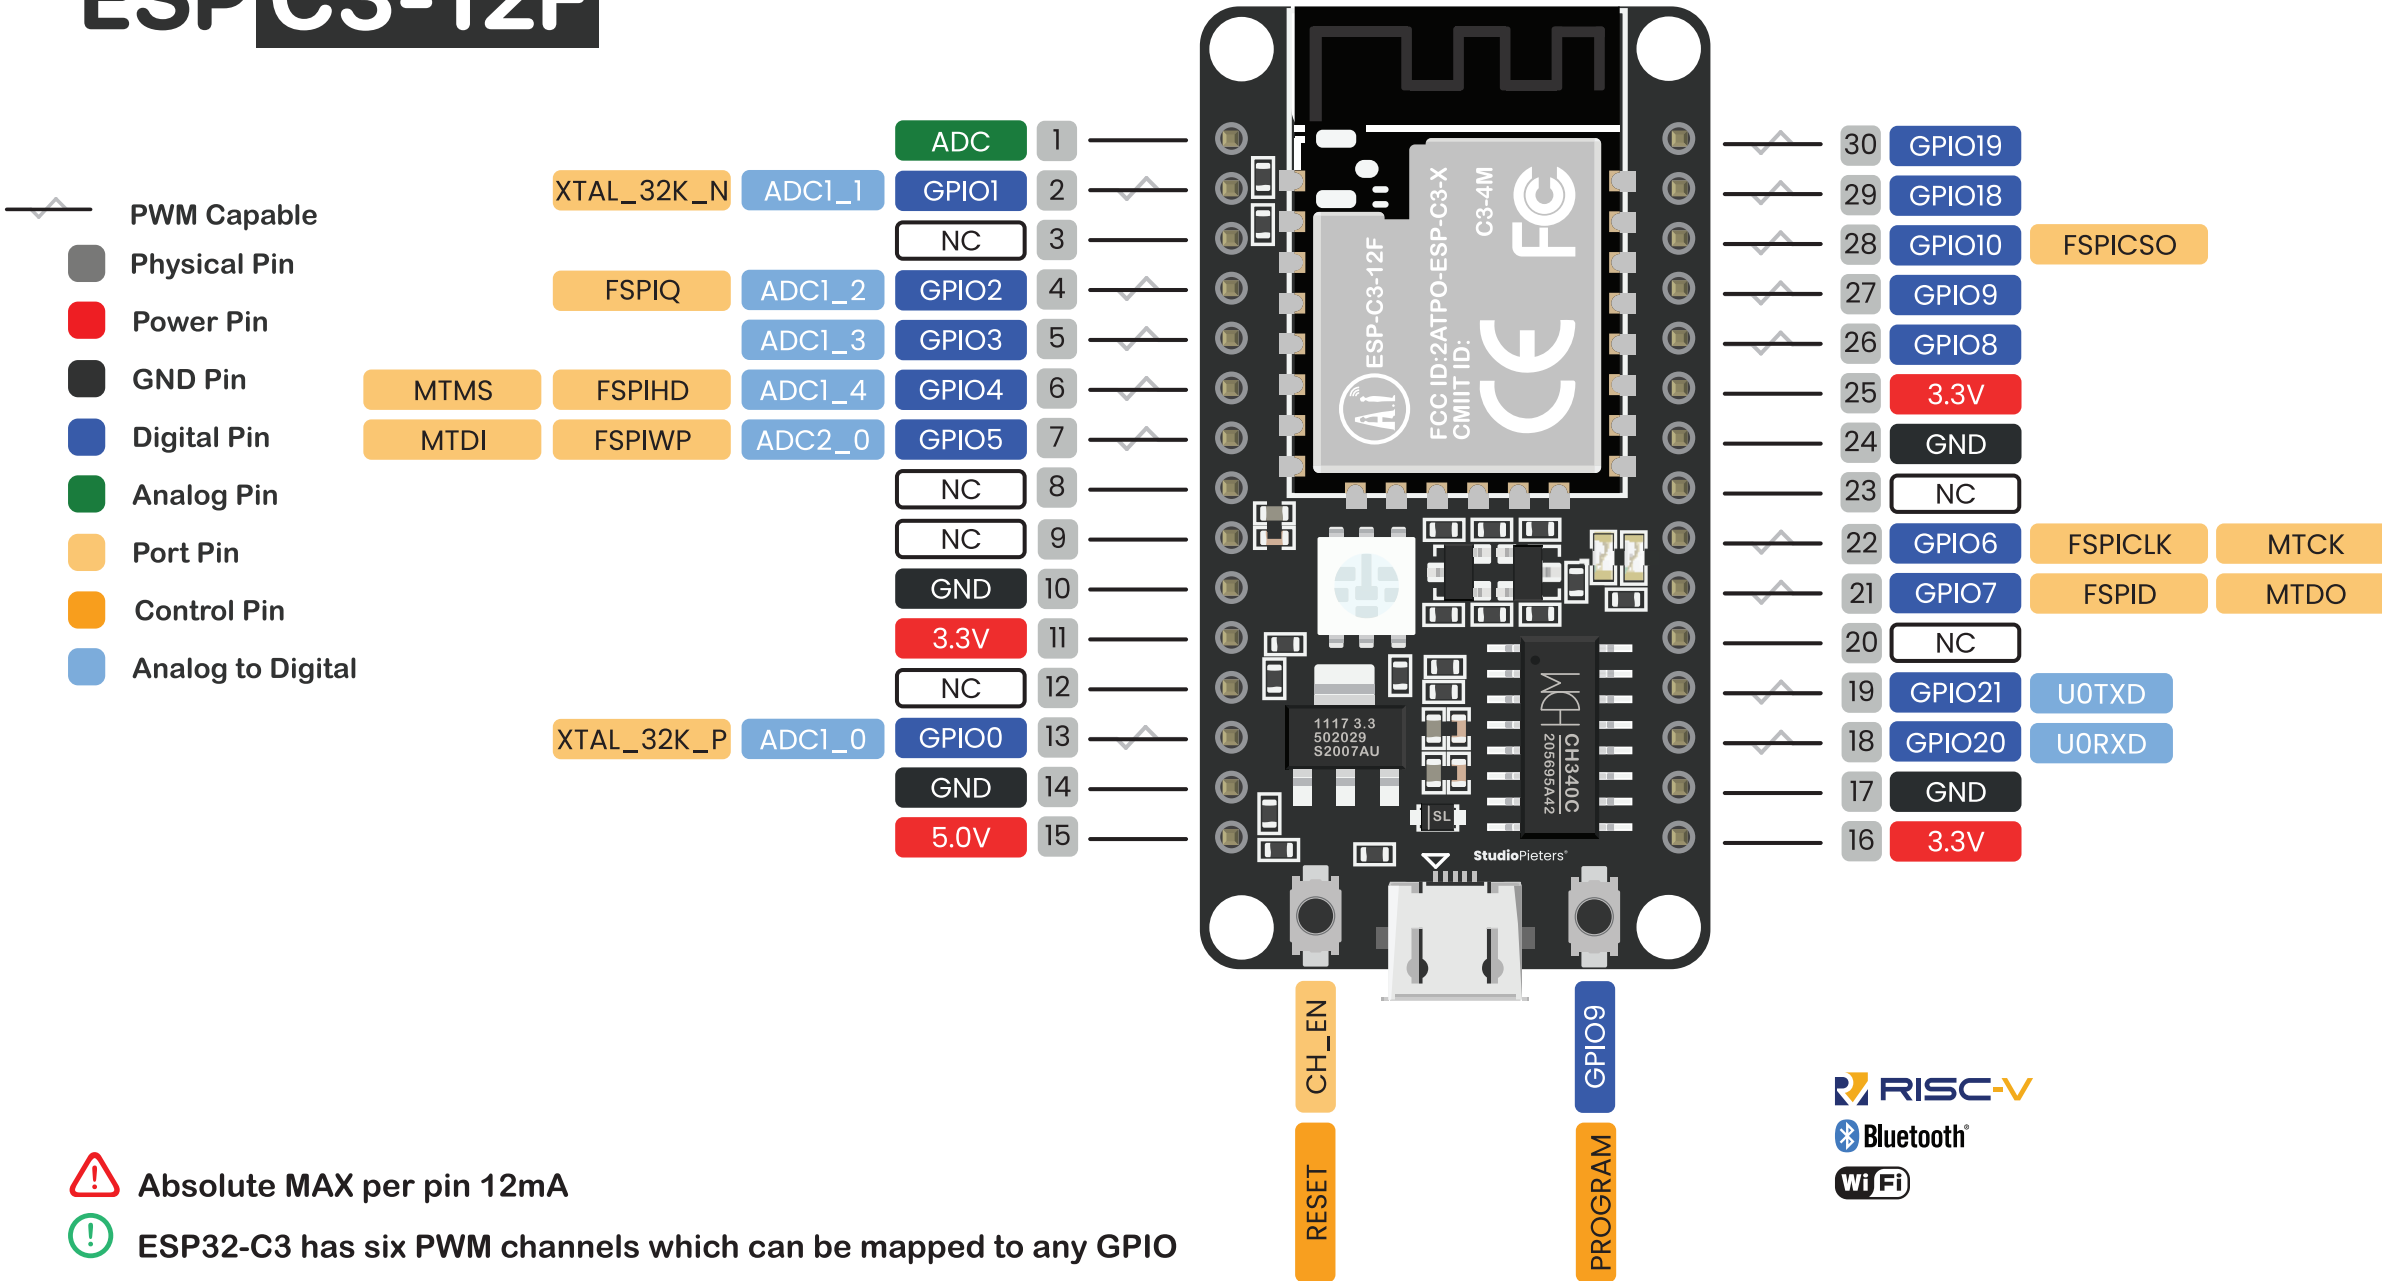 ESP C3-12F
PWM Capable
Physical Pin
Power Pin
GND Pin
Digital Pin
Analog Pin
Port Pin
Control Pin
Analog to Digital
ADC 1
XTAL_32K_N ADC1_1 GPIO1 2
NC 3
FSPIQ ADC1_2 GPIO2 4
ADC1_3 GPIO3 5
MTMS FSPIHD ADC1_4 GPIO4 6
MTDI FSPIWP ADC2_0 GPIO5 7
NC 8
NC 9
GND 10
3.3V 11
NC 12
XTAL_32K_P ADC1_0 GPIO0 13
GND 14
5.0V 15
ESP-C3-12F
FCC ID:2ATPO-ESP-C3-X
CMIIT ID:
C3-4M
FC
CE
A.i
1117 3.3
502029
S2007AU
HDM
CH340C
205695A42
SL
StudioPieters®
30 GPIO19
29 GPIO18
28 GPIO10 FSPICSO
27 GPIO9
26 GPIO8
25 3.3V
24 GND
23 NC
22 GPIO6 FSPICLK MTCK
21 GPIO7 FSPID MTDO
20 NC
19 GPIO21 U0TXD
18 GPIO20 U0RXD
17 GND
16 3.3V
CH_EN
RESET
GPIO9
PROGRAM
RISC-V
Bluetooth®
WiFi
Absolute MAX per pin 12mA
ESP32-C3 has six PWM channels which can be mapped to any GPIO